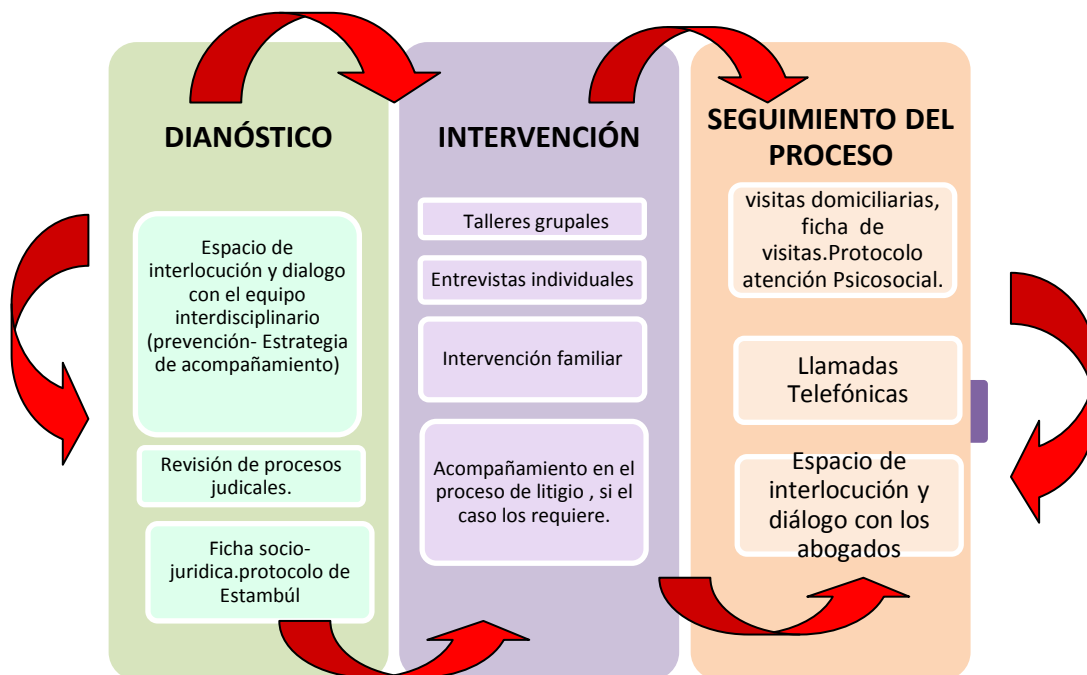 DIANÓSTICO
Espacio de
interlocución y dialogo
con el equipo
interdisciplinario
(prevención- Estrategia
de acompañamiento)
Revisión de procesos
judicales.
Ficha socio-
juridica.protocolo de
Estambúl
INTERVENCIÓN
Talleres grupales
Entrevistas individuales
Intervención familiar
Acompañamiento en el
proceso de litigio , si el
caso los requiere.
SEGUIMIENTO DEL
PROCESO
visitas domiciliarias,
ficha de
visitas.Protocolo
atención Psicosocial.
Llamadas
Telefónicas
Espacio de
interlocución y
diálogo con los
abogados